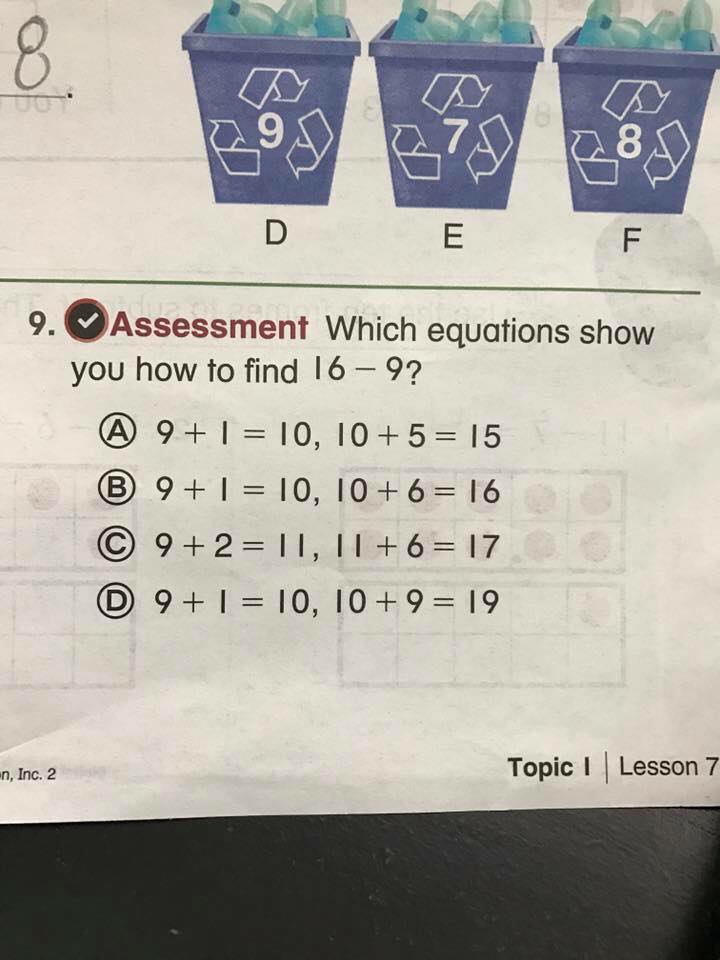 8.
9 7 8
D E F
9. Assessment Which equations show
you how to find 16 – 9?
A 9 + 1 = 10, 10 + 5 = 15
B 9 + 1 = 10, 10 + 6 = 16
C 9 + 2 = 11, 11 + 6 = 17
D 9 + 1 = 10, 10 + 9 = 19
n, Inc. 2
Topic 1 | Lesson 7